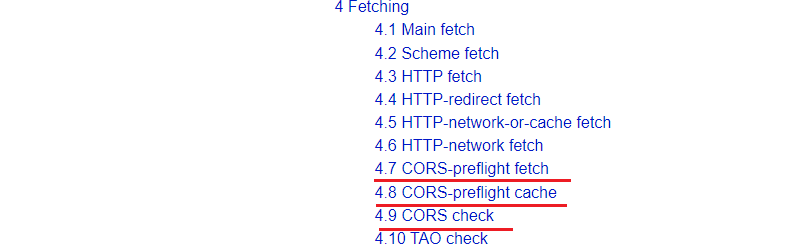 4 Fetching
4.1 Main fetch
4.2 Scheme fetch
4.3 HTTP fetch
4.4 HTTP-redirect fetch
4.5 HTTP-network-or-cache fetch
4.6 HTTP-network fetch
4.7 CORS-preflight fetch
4.8 CORS-preflight cache
4.9 CORS check
4.10 TAO check